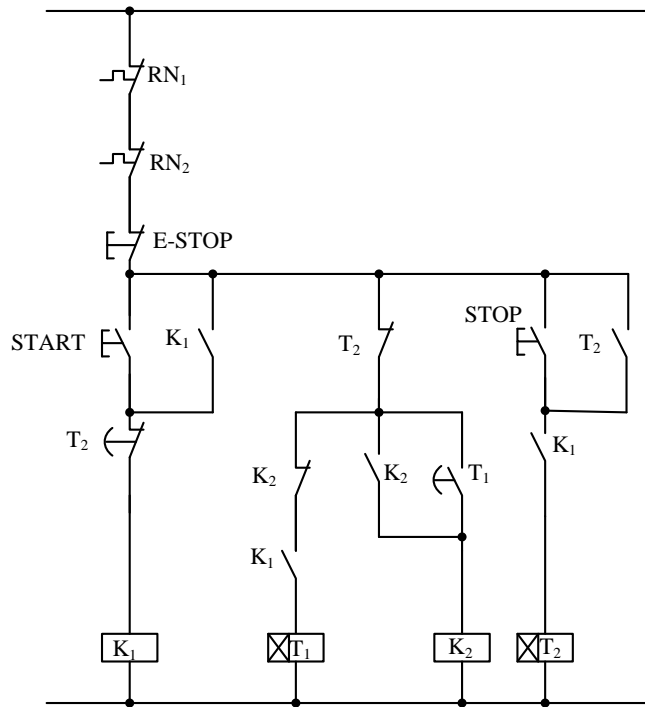 RN₁
RN₂
E-STOP
START
K₁
T₂
STOP
T₂
T₂
K₂
K₂
T₁
K₁
K₁
K₁
T₁
K₂
T₂